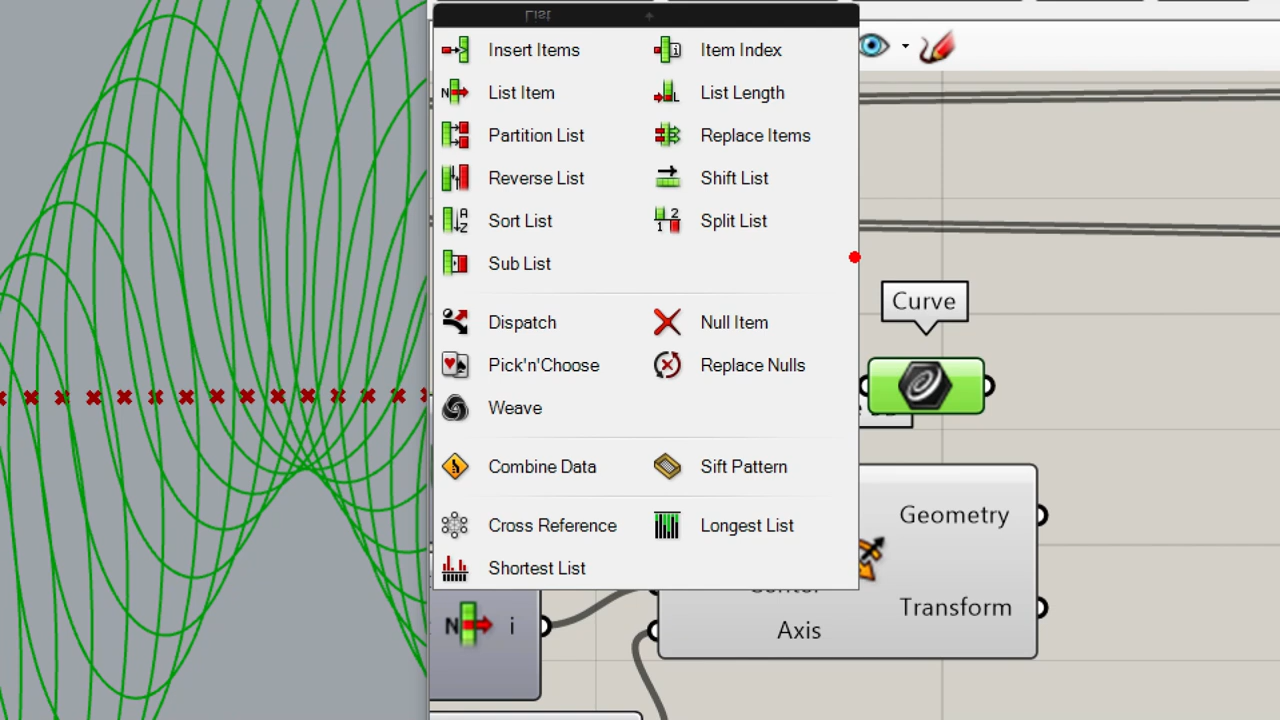 List
Insert Items
Item Index
List Item
List Length
Partition List
Replace Items
Reverse List
Shift List
Sort List
Split List
Sub List
Dispatch
Null Item
Pick'n'Choose
Replace Nulls
Weave
Combine Data
Sift Pattern
Cross Reference
Longest List
Shortest List
Curve
Geometry
Transform
Axis
N i